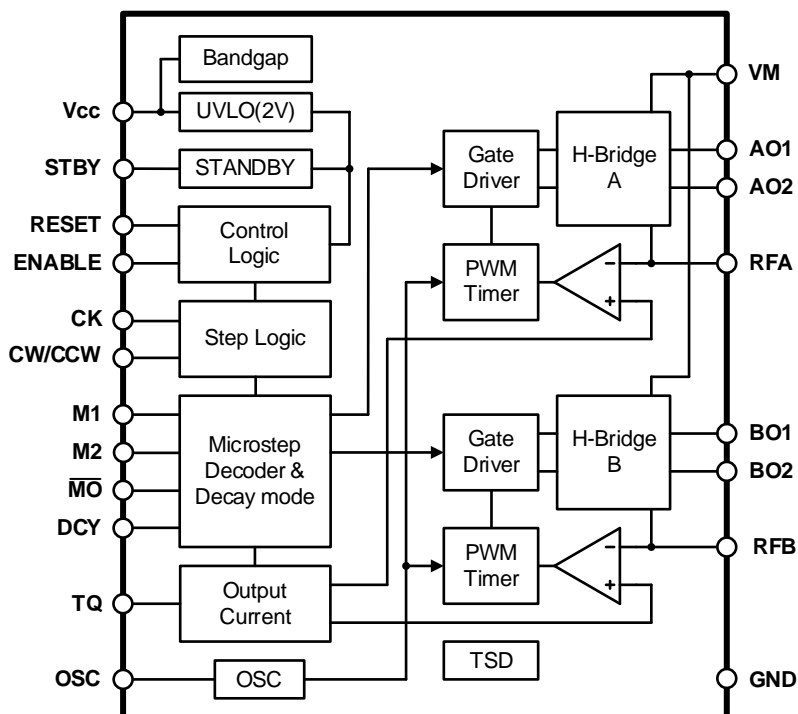 Bandgap
VM
Vcc
UVLO(2V)
Gate
Driver
H-Bridge
A
AO1
STBY
STANDBY
AO2
RESET
Control
Logic
ENABLE
PWM
Timer
−
+
RFA
CK
Step Logic
CW/CCW
M1
Microstep
Decoder &
Decay mode
Gate
Driver
H-Bridge
B
BO1
M2
BO2
M̅O̅
DCY
PWM
Timer
−
+
RFB
TQ
Output
Current
TSD
OSC
OSC
GND